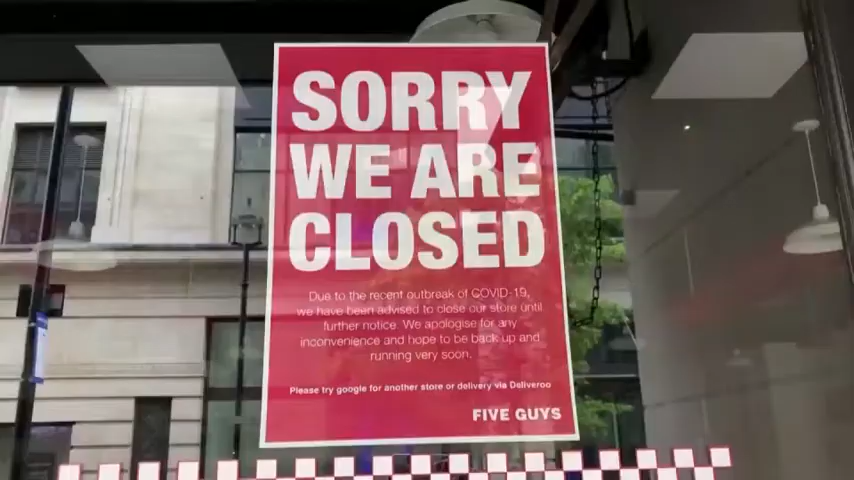 SORRY
WE ARE
CLOSED
Due to the recent outbreak of COVID-19,
we have been advised to close our store until
further notice. We apologise for any
inconvenience and hope to be back up and
running very soon.
Please try google for another store or delivery via Deliveroo
FIVE GUYS